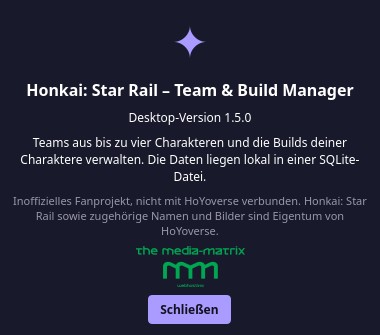 Honkai: Star Rail – Team & Build Manager
Desktop-Version 1.5.0
Teams aus bis zu vier Charakteren und die Builds deiner
Charaktere verwalten. Die Daten liegen lokal in einer SQLite-
Datei.
Inoffizielles Fanprojekt, nicht mit HoYoverse verbunden. Honkai: Star
Rail sowie zugehörige Namen und Bilder sind Eigentum von
HoYoverse.
the media-matrix
mm
Schließen